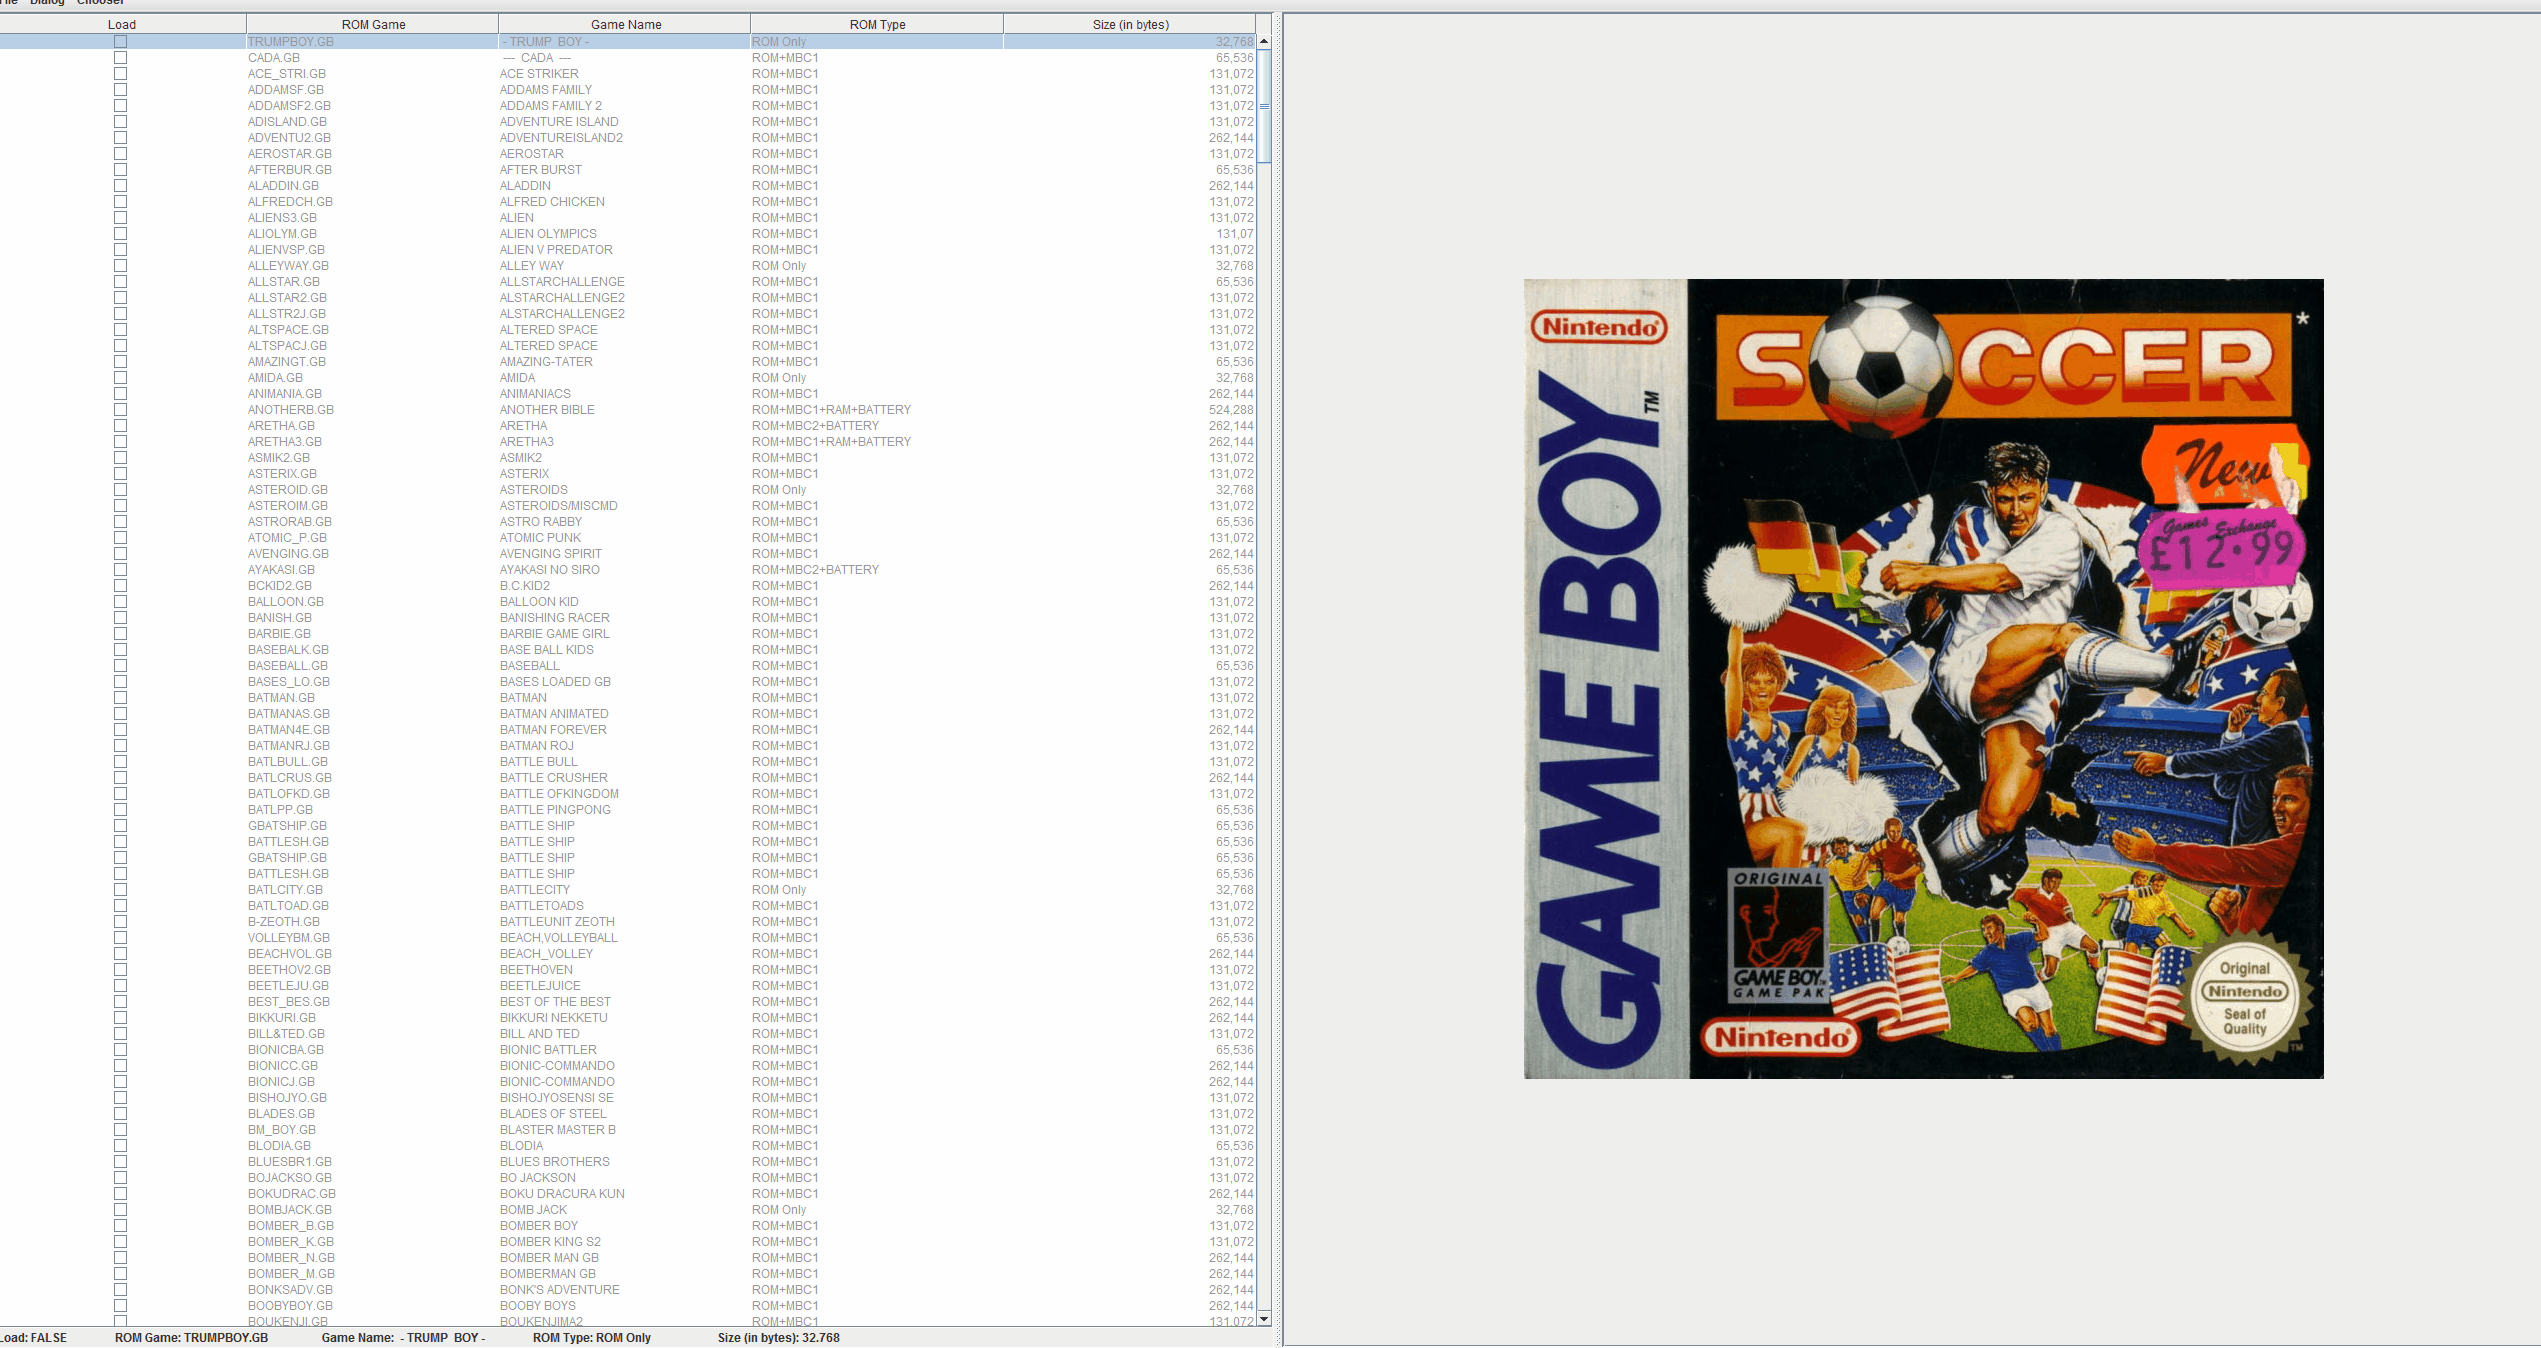 File Dialog Chooser
Load ROM Game Game Name ROM Type Size (in bytes)
TRUMPBOY.GB - TRUMP BOY - ROM Only 32,768
CADA.GB --- CADA --- ROM+MBC1 65,536
ACE_STRI.GB ACE STRIKER ROM+MBC1 131,072
ADDAMSF.GB ADDAMS FAMILY ROM+MBC1 131,072
ADDAMSF2.GB ADDAMS FAMILY 2 ROM+MBC1 131,072
ADISLAND.GB ADVENTURE ISLAND ROM+MBC1 131,072
ADVENTU2.GB ADVENTUREISLAND2 ROM+MBC1 262,144
AEROSTAR.GB AEROSTAR ROM+MBC1 131,072
AFTERBUR.GB AFTER BURST ROM+MBC1 65,536
ALADDIN.GB ALADDIN ROM+MBC1 262,144
ALFREDCH.GB ALFRED CHICKEN ROM+MBC1 131,072
ALIENS3.GB ALIEN ROM+MBC1 131,072
ALIOLYM.GB ALIEN OLYMPICS ROM+MBC1 131,07
ALIENVSP.GB ALIEN V PREDATOR ROM+MBC1 131,072
ALLEYWAY.GB ALLEY WAY ROM Only 32,768
ALLSTAR.GB ALLSTARCHALLENGE ROM+MBC1 65,536
ALLSTAR2.GB ALSTARCHALLENGE2 ROM+MBC1 131,072
ALLSTR2J.GB ALSTARCHALLENGE2 ROM+MBC1 131,072
ALTSPACE.GB ALTERED SPACE ROM+MBC1 131,072
ALTSPACJ.GB ALTERED SPACE ROM+MBC1 131,072
AMAZINGT.GB AMAZING-TATER ROM+MBC1 65,536
AMIDA.GB AMIDA ROM Only 32,768
ANIMANIA.GB ANIMANIACS ROM+MBC1 262,144
ANOTHERB.GB ANOTHER BIBLE ROM+MBC1+RAM+BATTERY 524,288
ARETHA.GB ARETHA ROM+MBC2+BATTERY 262,144
ARETHA3.GB ARETHA3 ROM+MBC1+RAM+BATTERY 262,144
ASMIK2.GB ASMIK2 ROM+MBC1 131,072
ASTERIX.GB ASTERIX ROM+MBC1 131,072
ASTEROID.GB ASTEROIDS ROM Only 32,768
ASTEROIM.GB ASTEROIDS/MISCMD ROM+MBC1 131,072
ASTRORAB.GB ASTRO RABBY ROM+MBC1 65,536
ATOMIC_P.GB ATOMIC PUNK ROM+MBC1 131,072
AVENGING.GB AVENGING SPIRIT ROM+MBC1 262,144
AYAKASI.GB AYAKASI NO SIRO ROM+MBC2+BATTERY 65,536
BCKID2.GB B.C.KID2 ROM+MBC1 262,144
BALLOON.GB BALLOON KID ROM+MBC1 131,072
BANISH.GB BANISHING RACER ROM+MBC1 131,072
BARBIE.GB BARBIE GAME GIRL ROM+MBC1 131,072
BASEBALK.GB BASE BALL KIDS ROM+MBC1 131,072
BASEBALL.GB BASEBALL ROM+MBC1 65,536
BASES_LO.GB BASES LOADED GB ROM+MBC1 131,072
BATMAN.GB BATMAN ROM+MBC1 131,072
BATMANAS.GB BATMAN ANIMATED ROM+MBC1 131,072
BATMAN4E.GB BATMAN FOREVER ROM+MBC1 262,144
BATMANRJ.GB BATMAN ROJ ROM+MBC1 131,072
BATLBULL.GB BATTLE BULL ROM+MBC1 131,072
BATLCRUS.GB BATTLE CRUSHER ROM+MBC1 262,144
BATLOFKD.GB BATTLE OFKINGDOM ROM+MBC1 131,072
BATLPP.GB BATTLE PINGPONG ROM+MBC1 65,536
GBATSHIP.GB BATTLE SHIP ROM+MBC1 65,536
BATTLESH.GB BATTLE SHIP ROM+MBC1 65,536
GBATSHIP.GB BATTLE SHIP ROM+MBC1 65,536
BATTLESH.GB BATTLE SHIP ROM+MBC1 65,536
BATLCITY.GB BATTLECITY ROM Only 32,768
BATLTOAD.GB BATTLETOADS ROM+MBC1 131,072
B-ZEOTH.GB BATTLEUNIT ZEOTH ROM+MBC1 131,072
VOLLEYBM.GB BEACH,VOLLEYBALL ROM+MBC1 65,536
BEACHVOL.GB BEACH_VOLLEY ROM+MBC1 262,144
BEETHOV2.GB BEETHOVEN ROM+MBC1 131,072
BEETLEJU.GB BEETLEJUICE ROM+MBC1 131,072
BEST_BES.GB BEST OF THE BEST ROM+MBC1 262,144
BIKKURI.GB BIKKURI NEKKETU ROM+MBC1 262,144
BILL&TED.GB BILL AND TED ROM+MBC1 131,072
BIONICBA.GB BIONIC BATTLER ROM+MBC1 65,536
BIONICC.GB BIONIC-COMMANDO ROM+MBC1 262,144
BIONICJ.GB BIONIC-COMMANDO ROM+MBC1 262,144
BISHOJYO.GB BISHOJYOSENSI SE ROM+MBC1 131,072
BLADES.GB BLADES OF STEEL ROM+MBC1 131,072
BM_BOY.GB BLASTER MASTER B ROM+MBC1 131,072
BLODIA.GB BLODIA ROM+MBC1 65,536
BLUESBR1.GB BLUES BROTHERS ROM+MBC1 131,072
BOJACKSO.GB BO JACKSON ROM+MBC1 131,072
BOKUDRAC.GB BOKU DRACURA KUN ROM+MBC1 262,144
BOMBJACK.GB BOMB JACK ROM Only 32,768
BOMBER_B.GB BOMBER BOY ROM+MBC1 131,072
BOMBER_K.GB BOMBER KING S2 ROM+MBC1 131,072
BOMBER_N.GB BOMBER MAN GB ROM+MBC1 262,144
BOMBER_M.GB BOMBERMAN GB ROM+MBC1 262,144
BONKSADV.GB BONK'S ADVENTURE ROM+MBC1 262,144
BOOBYBOY.GB BOOBY BOYS ROM+MBC1 262,144
BOUKENJI.GB BOUKENJIMA2 ROM+MBC1 131,072
Load: FALSE ROM Game: TRUMPBOY.GB Game Name: - TRUMP BOY - ROM Type: ROM Only Size (in bytes): 32.768
Nintendo®
GAME BOY TM
SOCCER *
New
Games Exchange
£12.99
ORIGINAL
GAME BOY
GAME PAK
Nintendo®
Original
Nintendo
Seal of
Quality
TM